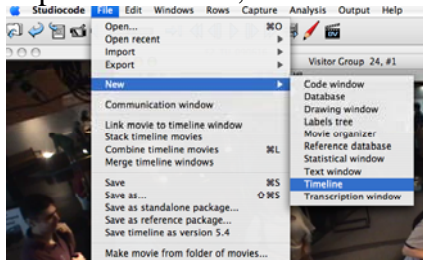 Studiocode File Edit Windows Rows Capture Analysis Output Help
Open... ⌘O
Open recent
Import
Export
New
Communication window
Link movie to timeline window
Stack timeline movies
Combine timeline movies ⌘L
Merge timeline windows
Save ⌘S
Save as... ⇧⌘S
Save as standalone package...
Save as reference package...
Save timeline as version 5.4
Make movie from folder of movies...
Visitor Group 24, #1
Code window
Database
Drawing window
Labels tree
Movie organizer
Reference database
Statistical window
Text window
Timeline
Transcription window